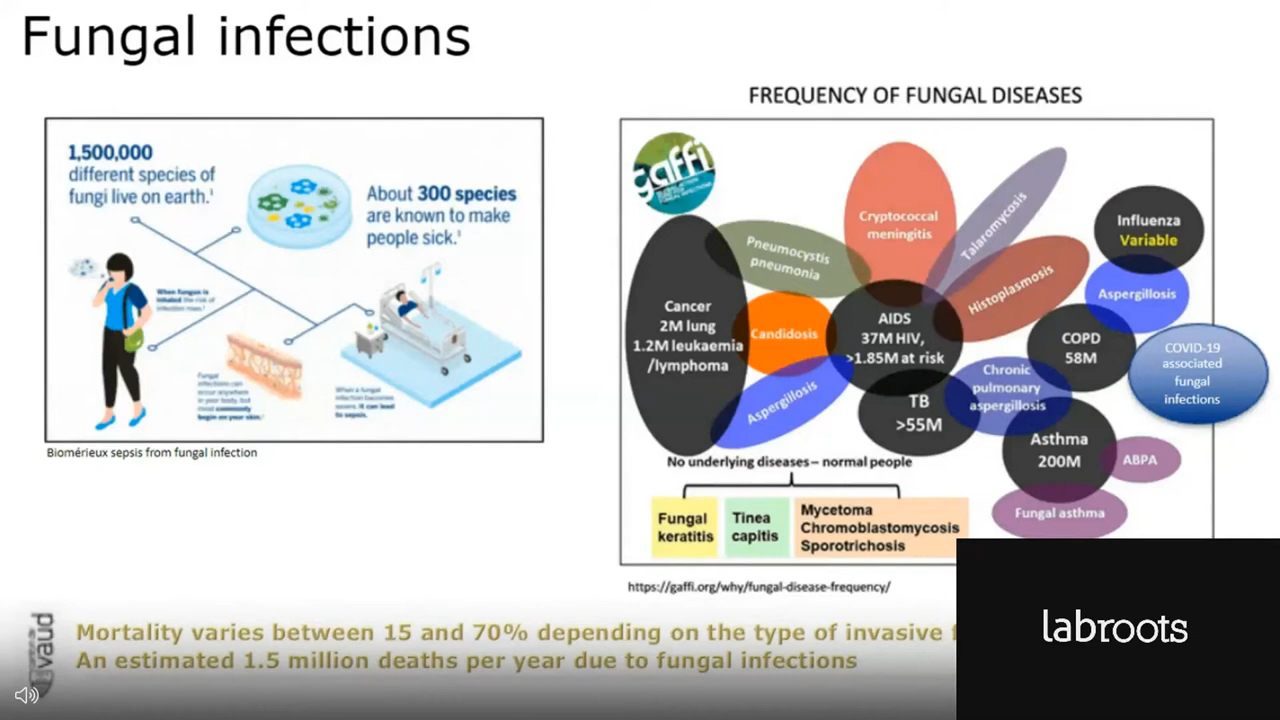 Fungal infections
1,500,000
different species of
fungi live on earth.¹
About 300 species
are known to make
people sick.¹
When fungus is
inhaled the risk of
infection rises.¹
Fungal
infections can
occur anywhere
in your body, but
most commonly
begin on your skin.¹
When a fungal
infection becomes
severe, it can lead
to sepsis.¹
Biomérieux sepsis from fungal infection
FREQUENCY OF FUNGAL DISEASES
gaffi
Cancer
2M lung
1.2M leukaemia
/lymphoma
Pneumocystis
pneumonia
Candidosis
Aspergillosis
Cryptococcal
meningitis
Talaromycosis
Histoplasmosis
AIDS
37M HIV,
>1.85M at risk
TB
>55M
Chronic
pulmonary
aspergillosis
Influenza
Variable
Aspergillosis
COPD
58M
COVID-19
associated
fungal
infections
Asthma
200M
ABPA
Fungal asthma
No underlying diseases – normal people
Fungal
keratitis
Tinea
capitis
Mycetoma
Chromoblastomycosis
Sporotrichosis
https://gaffi.org/why/fungal-disease-frequency/
vaud
Mortality varies between 15 and 70% depending on the type of invasive
An estimated 1.5 million deaths per year due to fungal infections
labroots